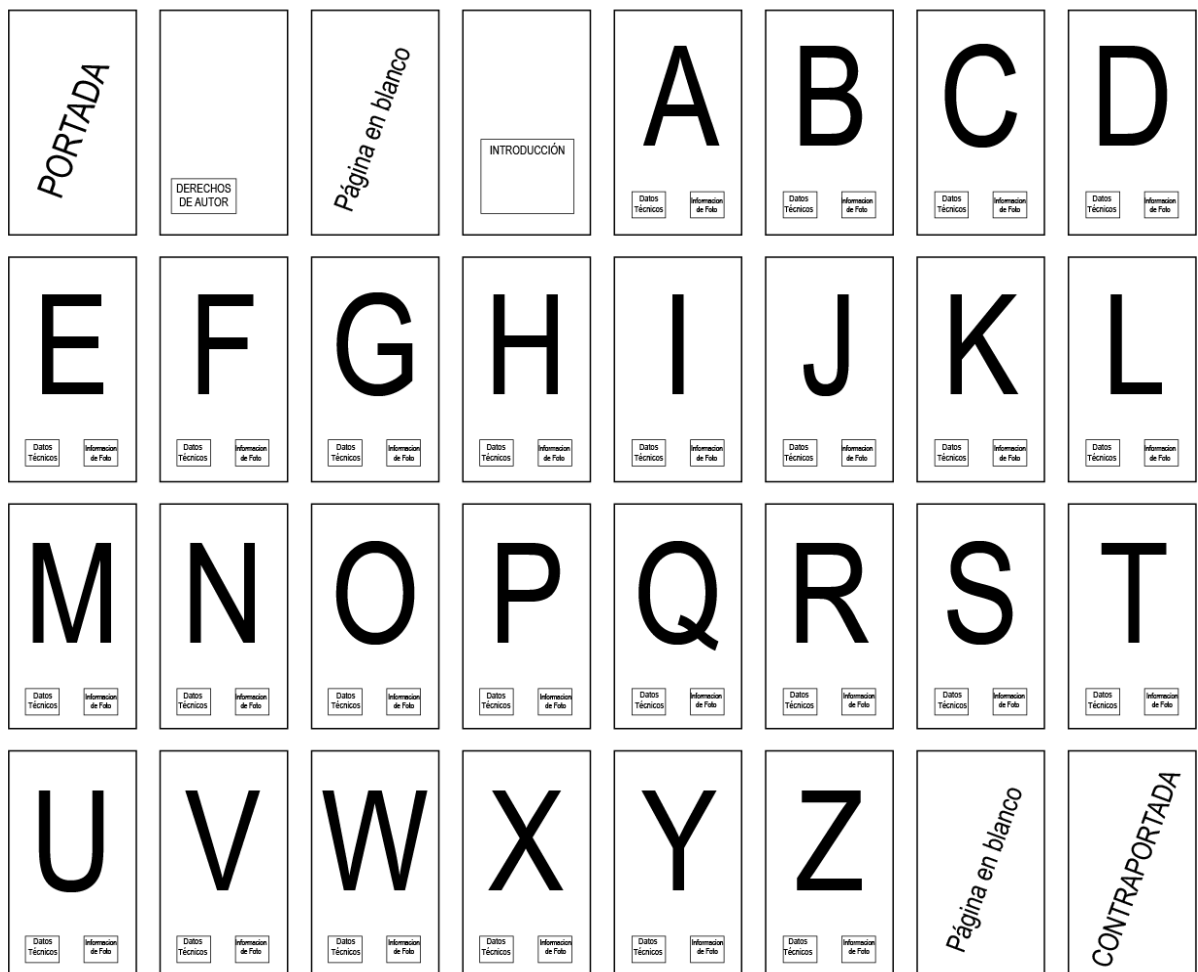 PORTADA
DERECHOS
DE AUTOR
Página en blanco
INTRODUCCIÓN
A
Datos
Técnicos
Informacion
de Foto
B
Datos
Técnicos
Informacion
de Foto
C
Datos
Técnicos
Informacion
de Foto
D
Datos
Técnicos
Informacion
de Foto
E
Datos
Técnicos
Informacion
de Foto
F
Datos
Técnicos
Informacion
de Foto
G
Datos
Técnicos
Informacion
de Foto
H
Datos
Técnicos
Informacion
de Foto
I
Datos
Técnicos
Informacion
de Foto
J
Datos
Técnicos
Informacion
de Foto
K
Datos
Técnicos
Informacion
de Foto
L
Datos
Técnicos
Informacion
de Foto
M
Datos
Técnicos
Informacion
de Foto
N
Datos
Técnicos
Informacion
de Foto
O
Datos
Técnicos
Informacion
de Foto
P
Datos
Técnicos
Informacion
de Foto
Q
Datos
Técnicos
Informacion
de Foto
R
Datos
Técnicos
Informacion
de Foto
S
Datos
Técnicos
Informacion
de Foto
T
Datos
Técnicos
Informacion
de Foto
U
Datos
Técnicos
Informacion
de Foto
V
Datos
Técnicos
Informacion
de Foto
W
Datos
Técnicos
Informacion
de Foto
X
Datos
Técnicos
Informacion
de Foto
Y
Datos
Técnicos
Informacion
de Foto
Z
Datos
Técnicos
Informacion
de Foto
Página en blanco
CONTRAPORTADA